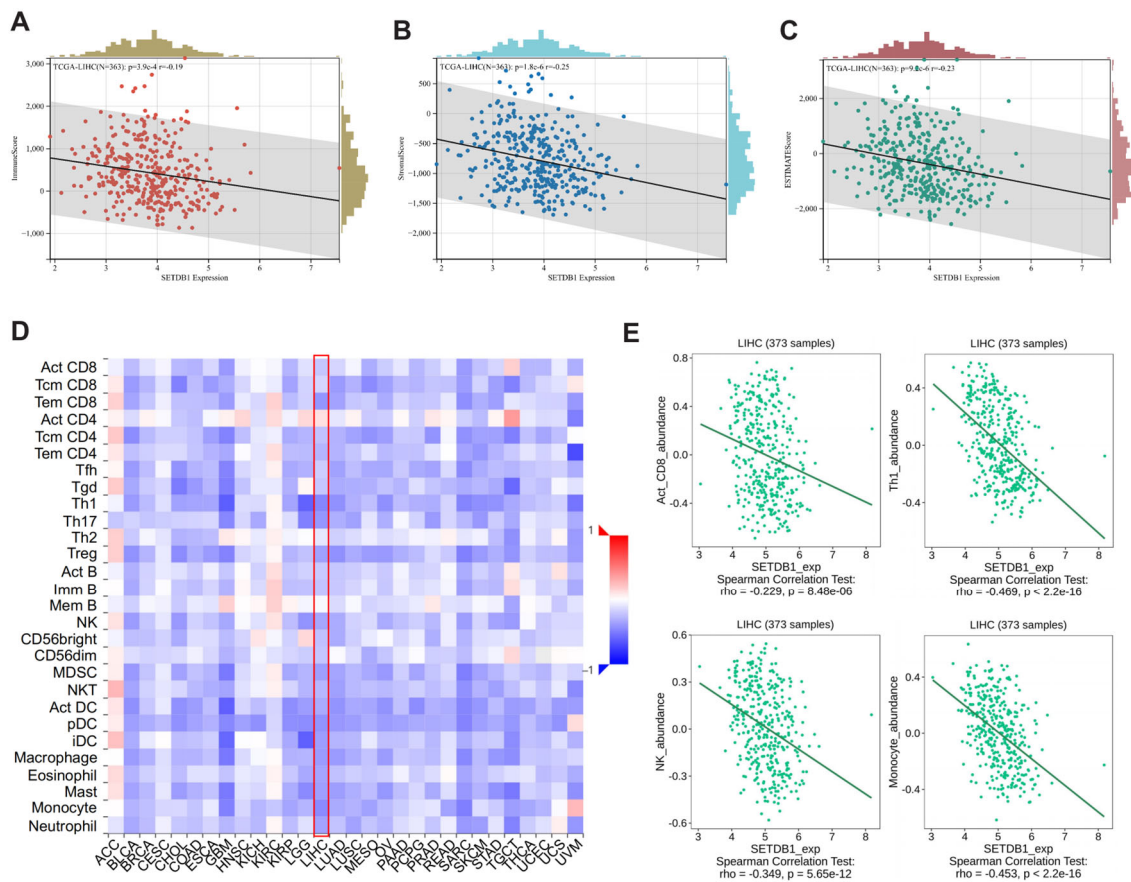 A
TCGA-LIHC(N=363): p=3.9e-4 r=-0.19
ImmuneScore
3,000
2,000
1,000
0
−1,000
2 3 4 5 6 7
SETDB1 Expression
B
TCGA-LIHC(N=363): p=1.8e-6 r=-0.25
StromalScore
500
0
−500
−1,000
−1,500
−2,000
2 3 4 5 6 7
SETDB1 Expression
C
ESTIMATEScore
2,000
0
−2,000
2 3 4 5 6 7
SETDB1 Expression
D
Act CD8
Tcm CD8
Tem CD8
Act CD4
Tcm CD4
Tem CD4
Tfh
Tgd
Th1
Th17
Th2
Treg
Act B
Imm B
Mem B
NK
CD56bright
CD56dim
MDSC
NKT
Act DC
pDC
iDC
Macrophage
Eosinophil
Mast
Monocyte
Neutrophil
ACC BLCA BRCA CESC CHOL COAD ESCA GBM HNSC KICH KIRC KIRP LGG LIHC LUAD LUSC MESO OV PAAD PCPG PRAD READ SARC SKCM STAD TGCT THCA UCEC UCS UVM
1
−1
E
LIHC (373 samples)
Act_CD8_abundance
0.8
0.4
0.0
-0.4
3 4 5 6 7 8
SETDB1_exp
Spearman Correlation Test:
rho = -0.229, p = 8.48e-06
LIHC (373 samples)
Th1_abundance
0.4
0.0
-0.4
3 4 5 6 7 8
SETDB1_exp
Spearman Correlation Test:
rho = -0.469, p < 2.2e-16
LIHC (373 samples)
NK_abundance
0.6
0.3
0.0
-0.3
-0.6
3 4 5 6 7 8
SETDB1_exp
Spearman Correlation Test:
rho = -0.349, p = 5.65e-12
LIHC (373 samples)
Monocyte_abundance
0.8
0.4
0.0
-0.4
3 4 5 6 7 8
SETDB1_exp
Spearman Correlation Test:
rho = -0.453, p < 2.2e-16